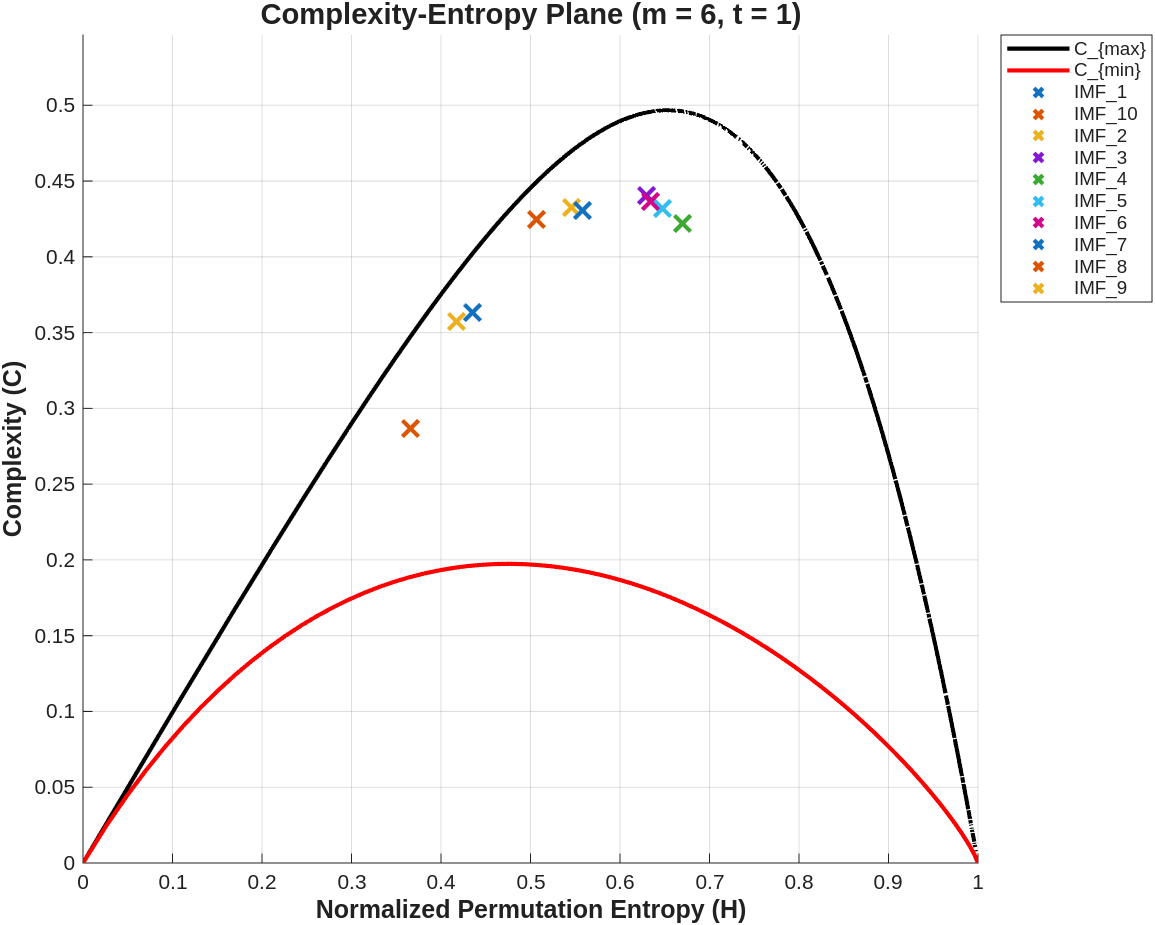 Complexity-Entropy Plane (m = 6, t = 1)
C_{max}
C_{min}
IMF_1
IMF_10
IMF_2
IMF_3
IMF_4
IMF_5
IMF_6
IMF_7
IMF_8
IMF_9
Complexity (C)
0.5
0.45
0.4
0.35
0.3
0.25
0.2
0.15
0.1
0.05
0
0 0.1 0.2 0.3 0.4 0.5 0.6 0.7 0.8 0.9 1
Normalized Permutation Entropy (H)